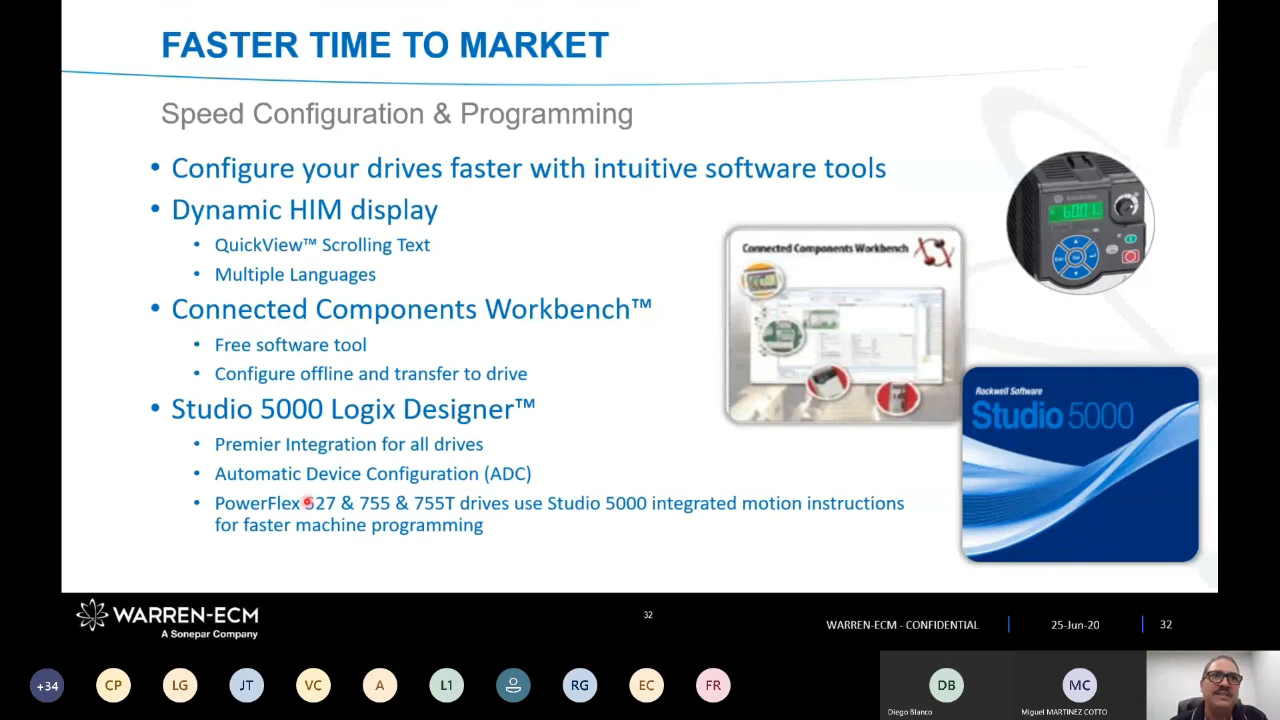 FASTER TIME TO MARKET
Speed Configuration & Programming
• Configure your drives faster with intuitive software tools
• Dynamic HIM display
• QuickView™ Scrolling Text
• Multiple Languages
• Connected Components Workbench™
• Free software tool
• Configure offline and transfer to drive
• Studio 5000 Logix Designer™
• Premier Integration for all drives
• Automatic Device Configuration (ADC)
• PowerFlex 527 & 755 & 755T drives use Studio 5000 integrated motion instructions
for faster machine programming
Connected Components Workbench
Rockwell Software
Studio 5000
WARREN-ECM
A Sonepar Company
32
WARREN-ECM - CONFIDENTIAL
25-Jun-20
32
+34
CP
LG
JT
VC
A
L1
RG
EC
FR
DB
Diego Blanco
MC
Miguel MARTINEZ COTTO